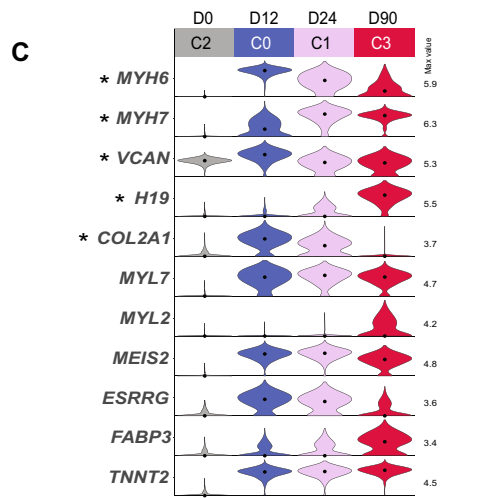 C
D0 D12 D24 D90
C2 C0 C1 C3
Max value
* MYH6 5.9
* MYH7 6.3
* VCAN 5.3
* H19 5.5
* COL2A1 3.7
MYL7 4.7
MYL2 4.2
MEIS2 4.8
ESRRG 3.6
FABP3 3.4
TNNT2 4.5